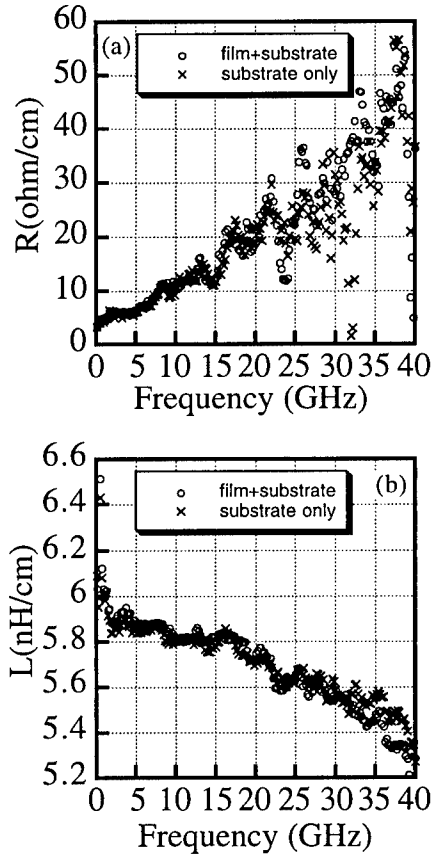 (a)
film+substrate
substrate only
R(ohm/cm)
60
50
40
30
20
10
0
0 5 10 15 20 25 30 35 40
Frequency (GHz)
(b)
film+substrate
substrate only
L(nH/cm)
6.6
6.4
6.2
6
5.8
5.6
5.4
5.2
0 5 10 15 20 25 30 35 40
Frequency (GHz)